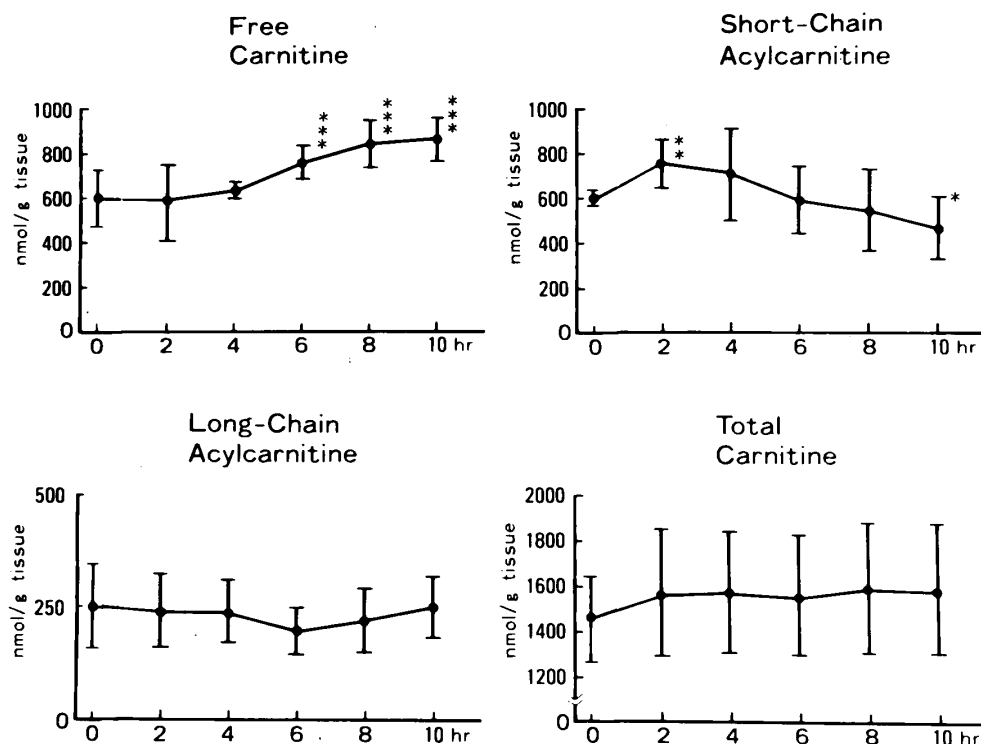 Free
Carnitine
1000
800
600
400
200
0
nmol/g tissue
***
***
***
0 2 4 6 8 10 hr
Short-Chain
Acylcarnitine
1000
800
600
400
200
0
nmol/g tissue
**
*
0 2 4 6 8 10 hr
Long-Chain
Acylcarnitine
500
250
0
nmol/g tissue
0 2 4 6 8 10 hr
Total
Carnitine
2000
1800
1600
1400
1200
0
nmol/g tissue
0 2 4 6 8 10 hr